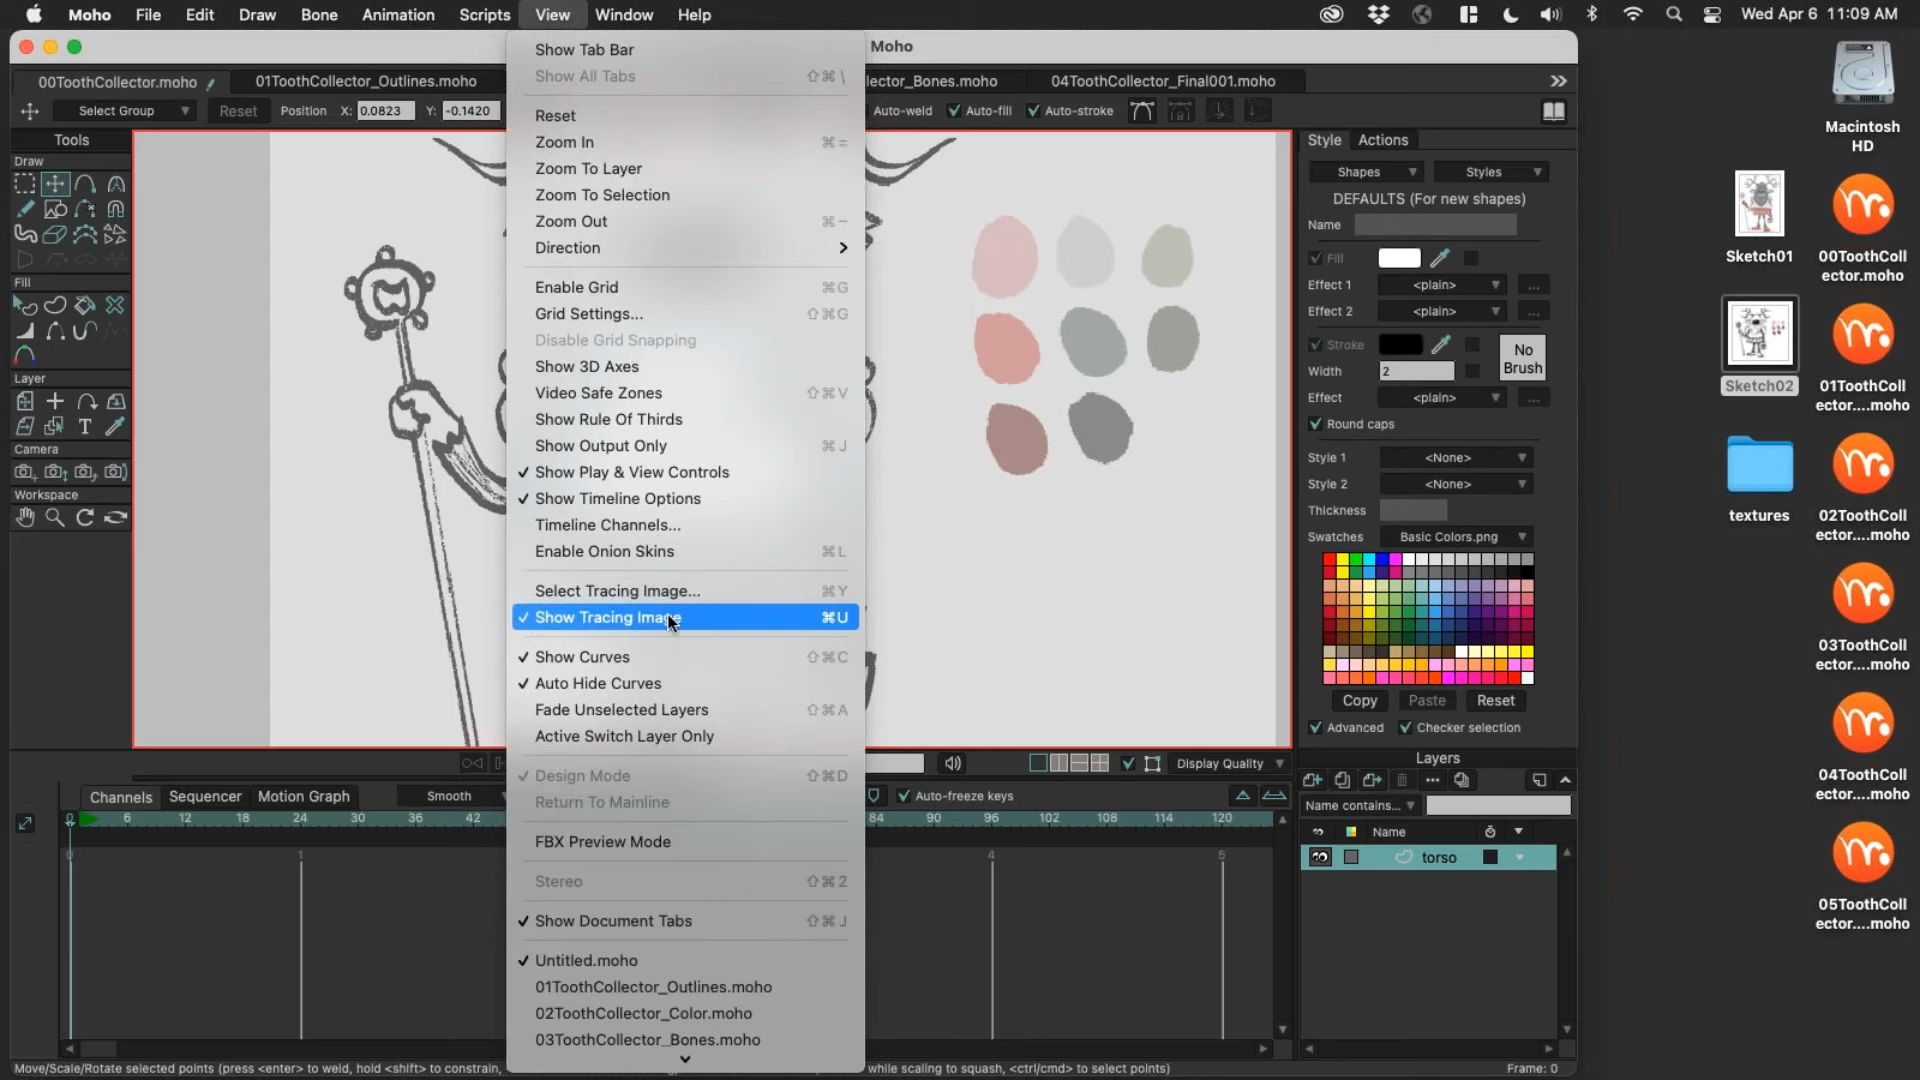 Moho File Edit Draw Bone Animation Scripts View Window Help
Wed Apr 6 11:09 AM
Moho
00ToothCollector.moho
01ToothCollector_Outlines.moho
lector_Bones.moho
04ToothCollector_Final001.moho
Select Group
Reset
Position X: 0.0823 Y: -0.1420
Auto-weld
Auto-fill
Auto-stroke
Show Tab Bar
Show All Tabs ⇧⌘\
Reset
Zoom In ⌘=
Zoom To Layer
Zoom To Selection
Zoom Out ⌘−
Direction
Enable Grid ⌘G
Grid Settings... ⇧⌘G
Disable Grid Snapping
Show 3D Axes
Video Safe Zones ⇧⌘V
Show Rule Of Thirds
Show Output Only ⌘J
✓ Show Play & View Controls
✓ Show Timeline Options
Timeline Channels...
Enable Onion Skins ⌘L
Select Tracing Image... ⌘Y
✓ Show Tracing Image ⌘U
✓ Show Curves ⇧⌘C
✓ Auto Hide Curves
Fade Unselected Layers ⇧⌘A
Active Switch Layer Only
✓ Design Mode ⇧⌘D
Return To Mainline
FBX Preview Mode
Stereo ⇧⌘2
✓ Show Document Tabs ⇧⌘J
✓ Untitled.moho
01ToothCollector_Outlines.moho
02ToothCollector_Color.moho
03ToothCollector_Bones.moho
Tools
Draw
Fill
Layer
T
Camera
Workspace
Style Actions
Shapes Styles
DEFAULTS (For new shapes)
Name
Fill
Effect 1 <plain> ...
Effect 2 <plain> ...
Stroke
No Brush
Width 2
Effect <plain> ...
Round caps
Style 1 <None>
Style 2 <None>
Thickness
Swatches Basic Colors.png
Copy Paste Reset
Advanced Checker selection
Layers
Name contains...
Name
torso
Display Quality
Channels Sequencer Motion Graph Smooth
Auto-freeze keys
0 6 12 18 24 30 36 42 84 90 96 102 108 114 120
0 1 4 5
Move/Scale/Rotate selected points (press <enter> to weld, hold <shift> to constrain,
while scaling to squash, <ctrl/cmd> to select points)
Frame: 0
Macintosh
HD
Sketch01
00ToothColl
ector.moho
Sketch02
01ToothColl
ector....moho
textures
02ToothColl
ector....moho
03ToothColl
ector....moho
04ToothColl
ector....moho
05ToothColl
ector....moho